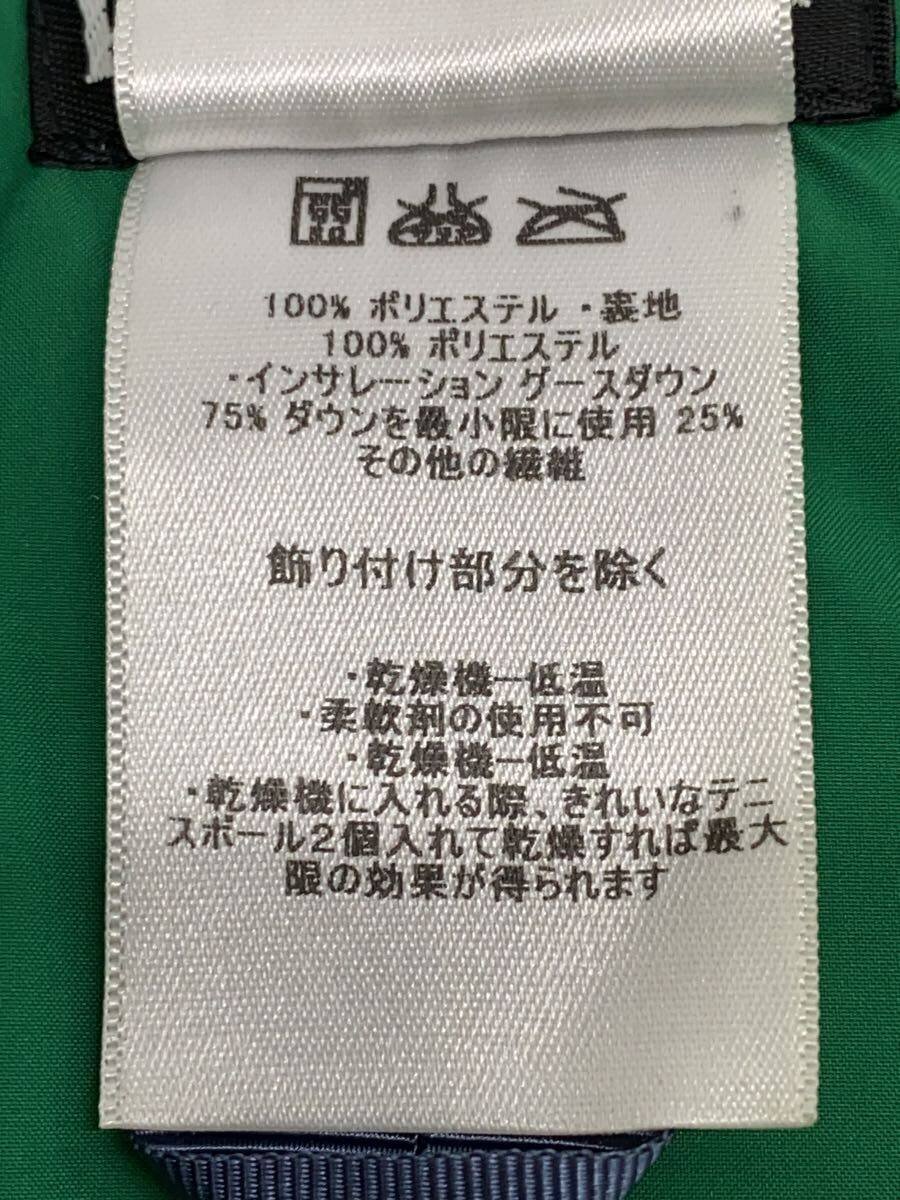 100% ポリエステル ・裏地
100% ポリエステル
・インサレーション グースダウン
75% ダウンを最小限に使用 25%
その他の繊維
飾り付け部分を除く
・乾燥機ー低温
・柔軟剤の使用不可
・乾燥機ー低温
・乾燥機に入れる際、きれいなテニ
スボール2個入れて乾燥すれば最大
限の効果が得られます